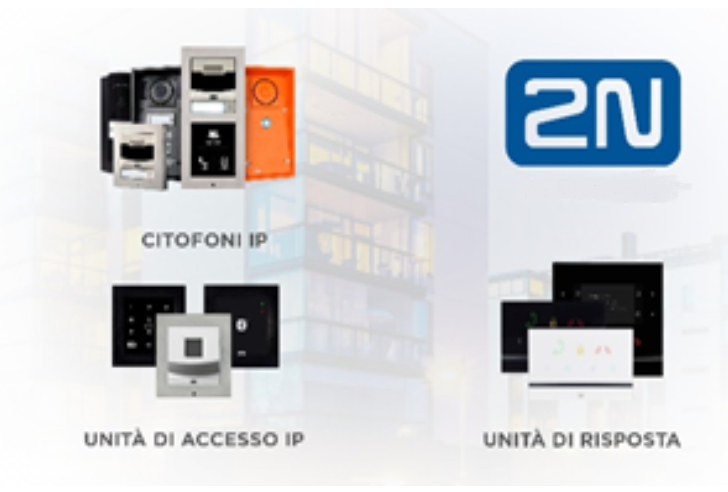 2N
CITOFONI IP
UNITÀ DI ACCESSO IP
UNITÀ DI RISPOSTA